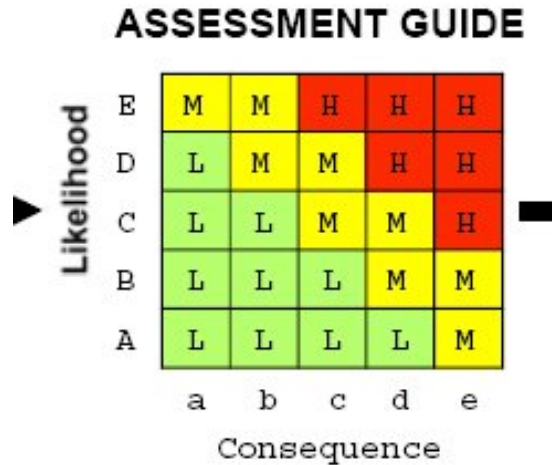 ASSESSMENT GUIDE
Likelihood
E M M H H H
D L M M H H
C L L M M H
B L L L M M
A L L L L M
a b c d e
Consequence